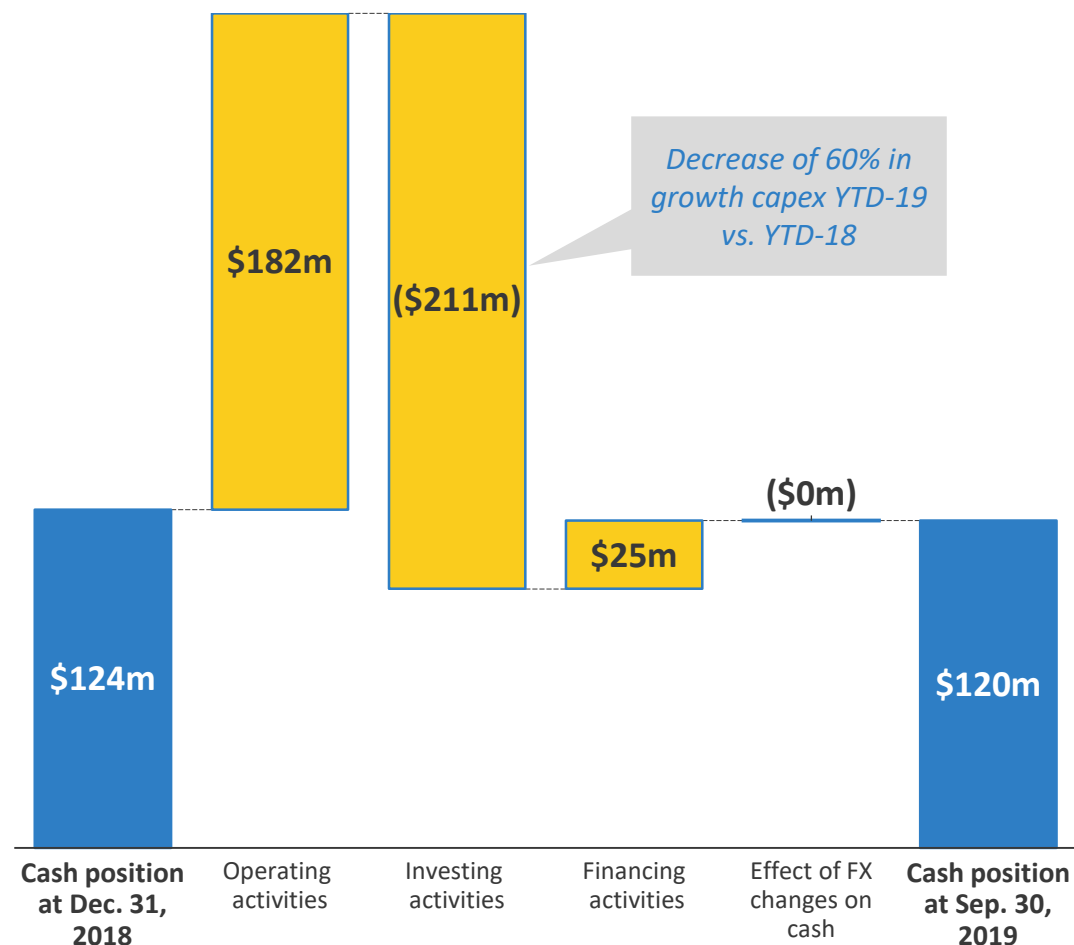 Decrease of 60% in
growth capex YTD-19
vs. YTD-18
$182m
($211m)
($0m)
$25m
$124m
$120m
Cash position
at Dec. 31,
2018
Operating
activities
Investing
activities
Financing
activities
Effect of FX
changes on
cash
Cash position
at Sep. 30,
2019